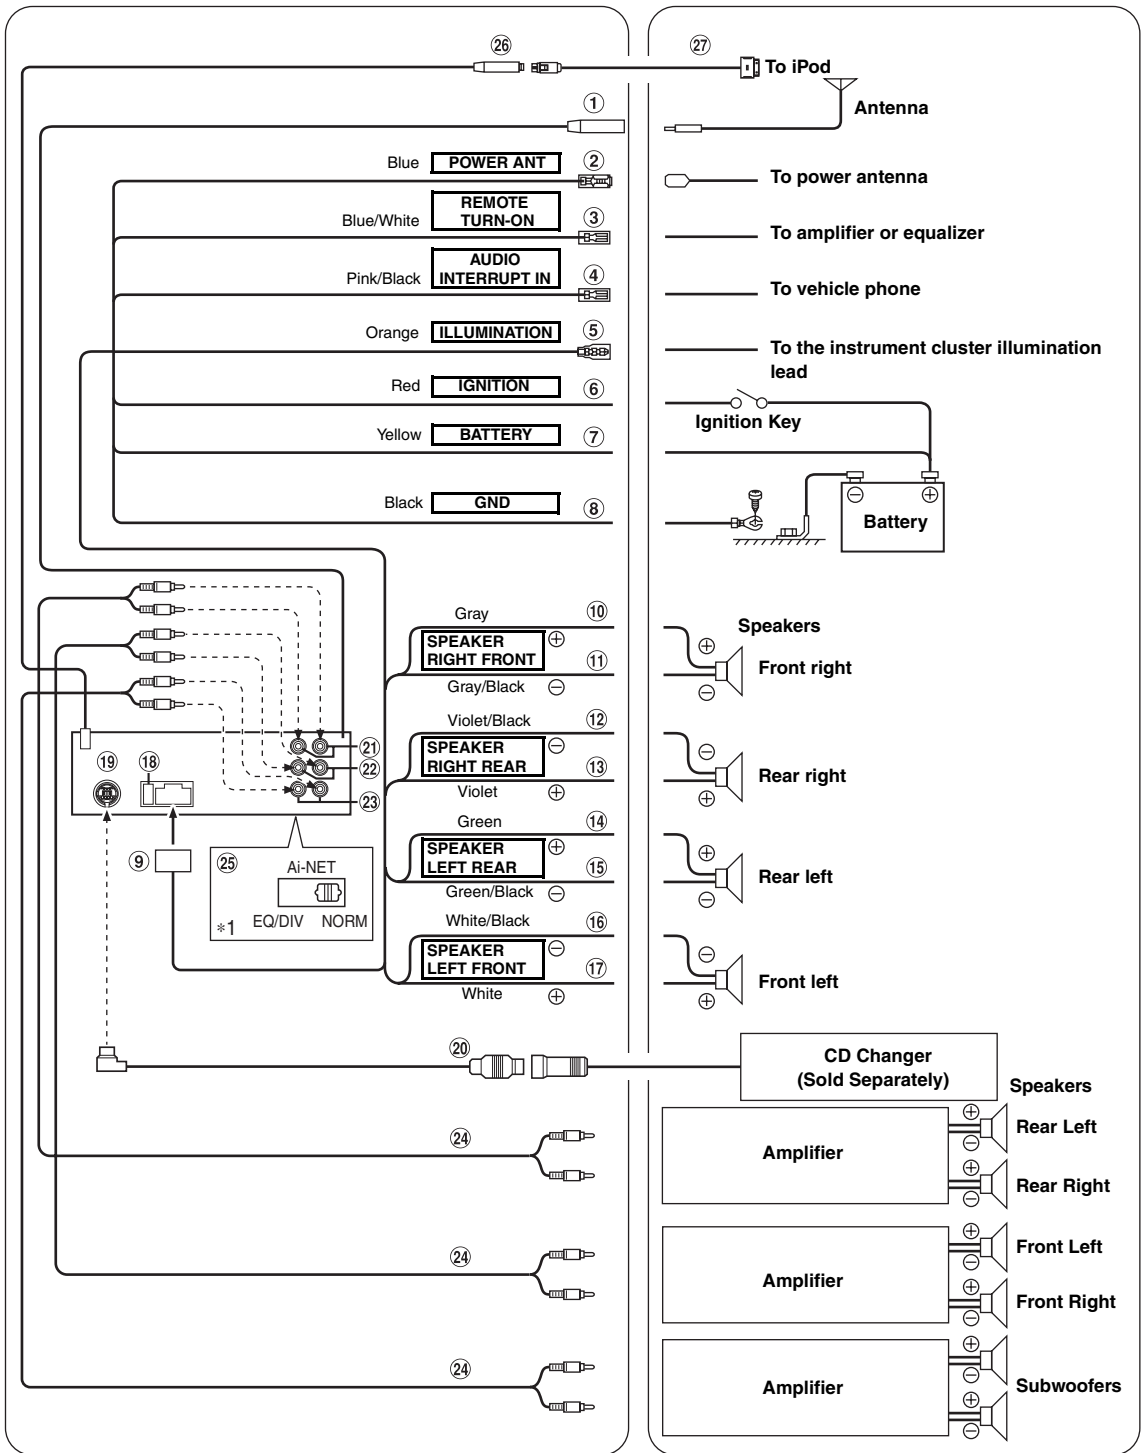 ㉖ ㉗
To iPod
① Antenna
Blue POWER ANT ② To power antenna
Blue/White REMOTE
TURN-ON ③ To amplifier or equalizer
Pink/Black AUDIO
INTERRUPT IN ④ To vehicle phone
Orange ILLUMINATION ⑤ To the instrument cluster illumination
lead
Red IGNITION ⑥ Ignition Key
Yellow BATTERY ⑦
Black GND ⑧
⊖ ⊕
Battery
Speakers
Gray ⑩
SPEAKER ⊕
RIGHT FRONT ⑪
Gray/Black ⊖
⊕
Front right
⊖
Violet/Black ⑫
SPEAKER ⊖
RIGHT REAR ⑬
Violet ⊕
⊖
Rear right
⊕
Green ⑭
SPEAKER ⊕
LEFT REAR ⑮
Green/Black ⊖
⊕
Rear left
⊖
White/Black ⑯
SPEAKER ⊖
LEFT FRONT ⑰
White ⊕
⊖
Front left
⊕
⑲ ⑱ ㉑
㉒
㉓
⑨
㉕ Ai-NET
*1 EQ/DIV NORM
⑳
CD Changer
(Sold Separately)
Speakers
㉔ Amplifier
⊕ Rear Left
⊖
⊕ Rear Right
⊖
㉔ Amplifier
⊕ Front Left
⊖
⊕ Front Right
⊖
㉔ Amplifier
⊕
⊖
Subwoofers
⊕
⊖